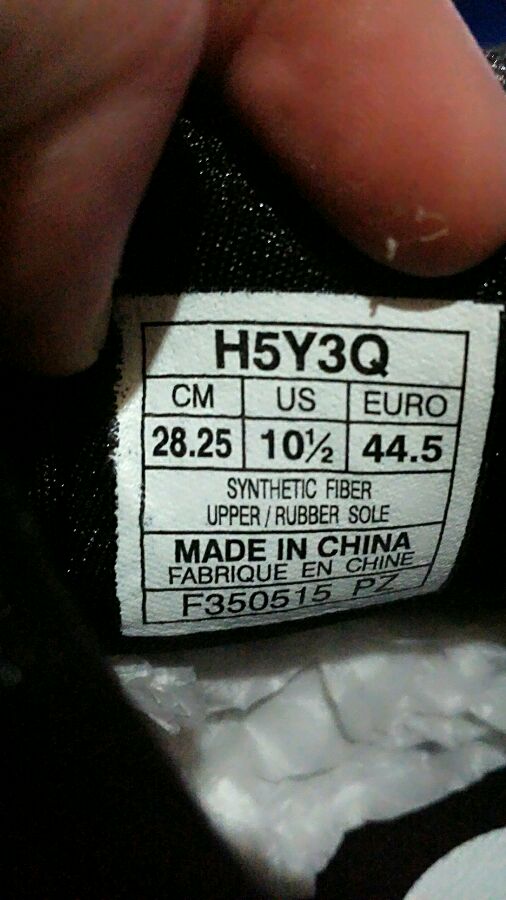 H5Y3Q
CM US EURO
28.25 10½ 44.5
SYNTHETIC FIBER
UPPER / RUBBER SOLE
MADE IN CHINA
FABRIQUE EN CHINE
F350515 PZ